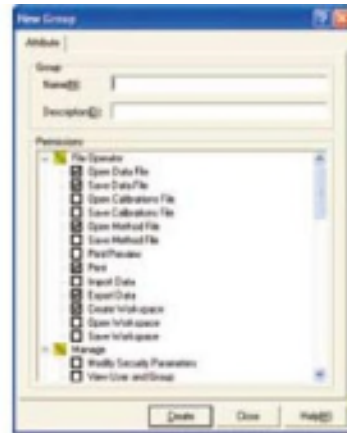 New Group
Attribute
Group
Name(N):
Description(D):
Permissions
File Operator
Open Data File
Save Data File
Open Calibrations File
Save Calibrations File
Open Method File
Save Method File
Print Preview
Print
Import Data
Export Data
Create Workspace
Open Workspace
Save Workspace
Manage
Modify Security Parameters
View User and Group
Create
Close
Help(H)